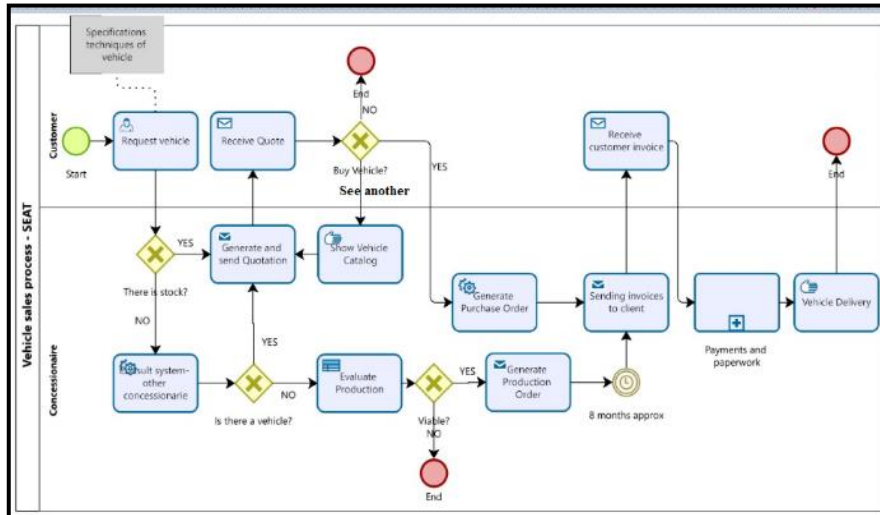 Specifications
techniques of
vehicle
Vehicle sales process - SEAT
Customer
Start
Request vehicle
Receive Quote
End
NO
Buy Vehicle?
YES
See another
Receive
customer invoice
End
Concessionaire
There is stock?
YES
NO
Generate and
send Quotation
Show Vehicle
Catalog
Generate
Purchase Order
Sending invoices
to client
Payments and
paperwork
Vehicle Delivery
system-
other
concessionarie
Is there a vehicle?
YES
NO
Evaluate
Production
Viable?
YES
NO
End
Generate
Production
Order
8 months approx